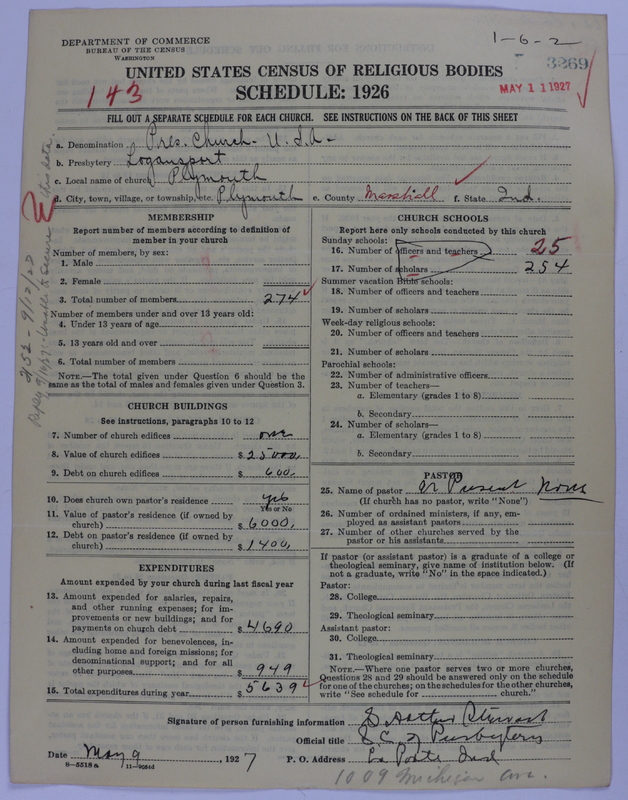 DEPARTMENT OF COMMERCE
BUREAU OF THE CENSUS
WASHINGTON
1-6-2
3269
UNITED STATES CENSUS OF RELIGIOUS BODIES
MAY 11 1927
143
SCHEDULE: 1926
FILL OUT A SEPARATE SCHEDULE FOR EACH CHURCH. SEE INSTRUCTIONS ON THE BACK OF THIS SHEET
a. Denomination Pres. Church - U.S.A-
b. Presbytery Logansport
c. Local name of church Plymouth
d. City, town, village, or township, etc. Plymouth e. County Marshall f. State Ind.
MEMBERSHIP
Report number of members according to definition of
member in your church
Number of members, by sex:
1. Male
2. Female
3. Total number of members 274
Number of members under and over 13 years old:
4. Under 13 years of age
5. 13 years old and over
6. Total number of members
NOTE.—The total given under Question 6 should be the
same as the total of males and females given under Question 3.
CHURCH BUILDINGS
See instructions, paragraphs 10 to 12
7. Number of church edifices one
8. Value of church edifices $ 25000
9. Debt on church edifices $ 600.
10. Does church own pastor's residence yes
Yes or No
11. Value of pastor's residence (if owned by
church) $ 6000.
12. Debt on pastor's residence (if owned by
church) $ 1400.
EXPENDITURES
Amount expended by your church during last fiscal year
13. Amount expended for salaries, repairs,
and other running expenses; for im-
provements or new buildings; and for
payments on church debt $ 4690
14. Amount expended for benevolences, in-
cluding home and foreign missions; for
denominational support; and for all
other purposes $ 949
15. Total expenditures during year $ 5639
CHURCH SCHOOLS
Report here only schools conducted by this church
Sunday schools:
16. Number of officers and teachers 25
17. Number of scholars 254
Summer vacation Bible schools:
18. Number of officers and teachers
19. Number of scholars
Week-day religious schools:
20. Number of officers and teachers
21. Number of scholars
Parochial schools:
22. Number of administrative officers
23. Number of teachers—
a. Elementary (grades 1 to 8)
b. Secondary
24. Number of scholars—
a. Elementary (grades 1 to 8)
b. Secondary
PASTOR
25. Name of pastor At Present None
(If church has no pastor, write "None")
26. Number of ordained ministers, if any, em-
ployed as assistant pastors
27. Number of other churches served by the
pastor or his assistants
If pastor (or assistant pastor) is a graduate of a college or
theological seminary, give name of institution below. (If
not a graduate, write "No" in the space indicated.)
Pastor:
28. College
29. Theological seminary
Assistant pastor:
30. College
31. Theological seminary
NOTE.—Where one pastor serves two or more churches,
Questions 28 and 29 should be answered only on the schedule
for one of the churches; on the schedules for the other churches,
write "See schedule for church."
Signature of person furnishing information Arthur Stewart
Official title S.C. of Presbytery
Date May 9, 1927 P. O. Address La Porte Ind
8-5518a
1009 Michigan Ave.